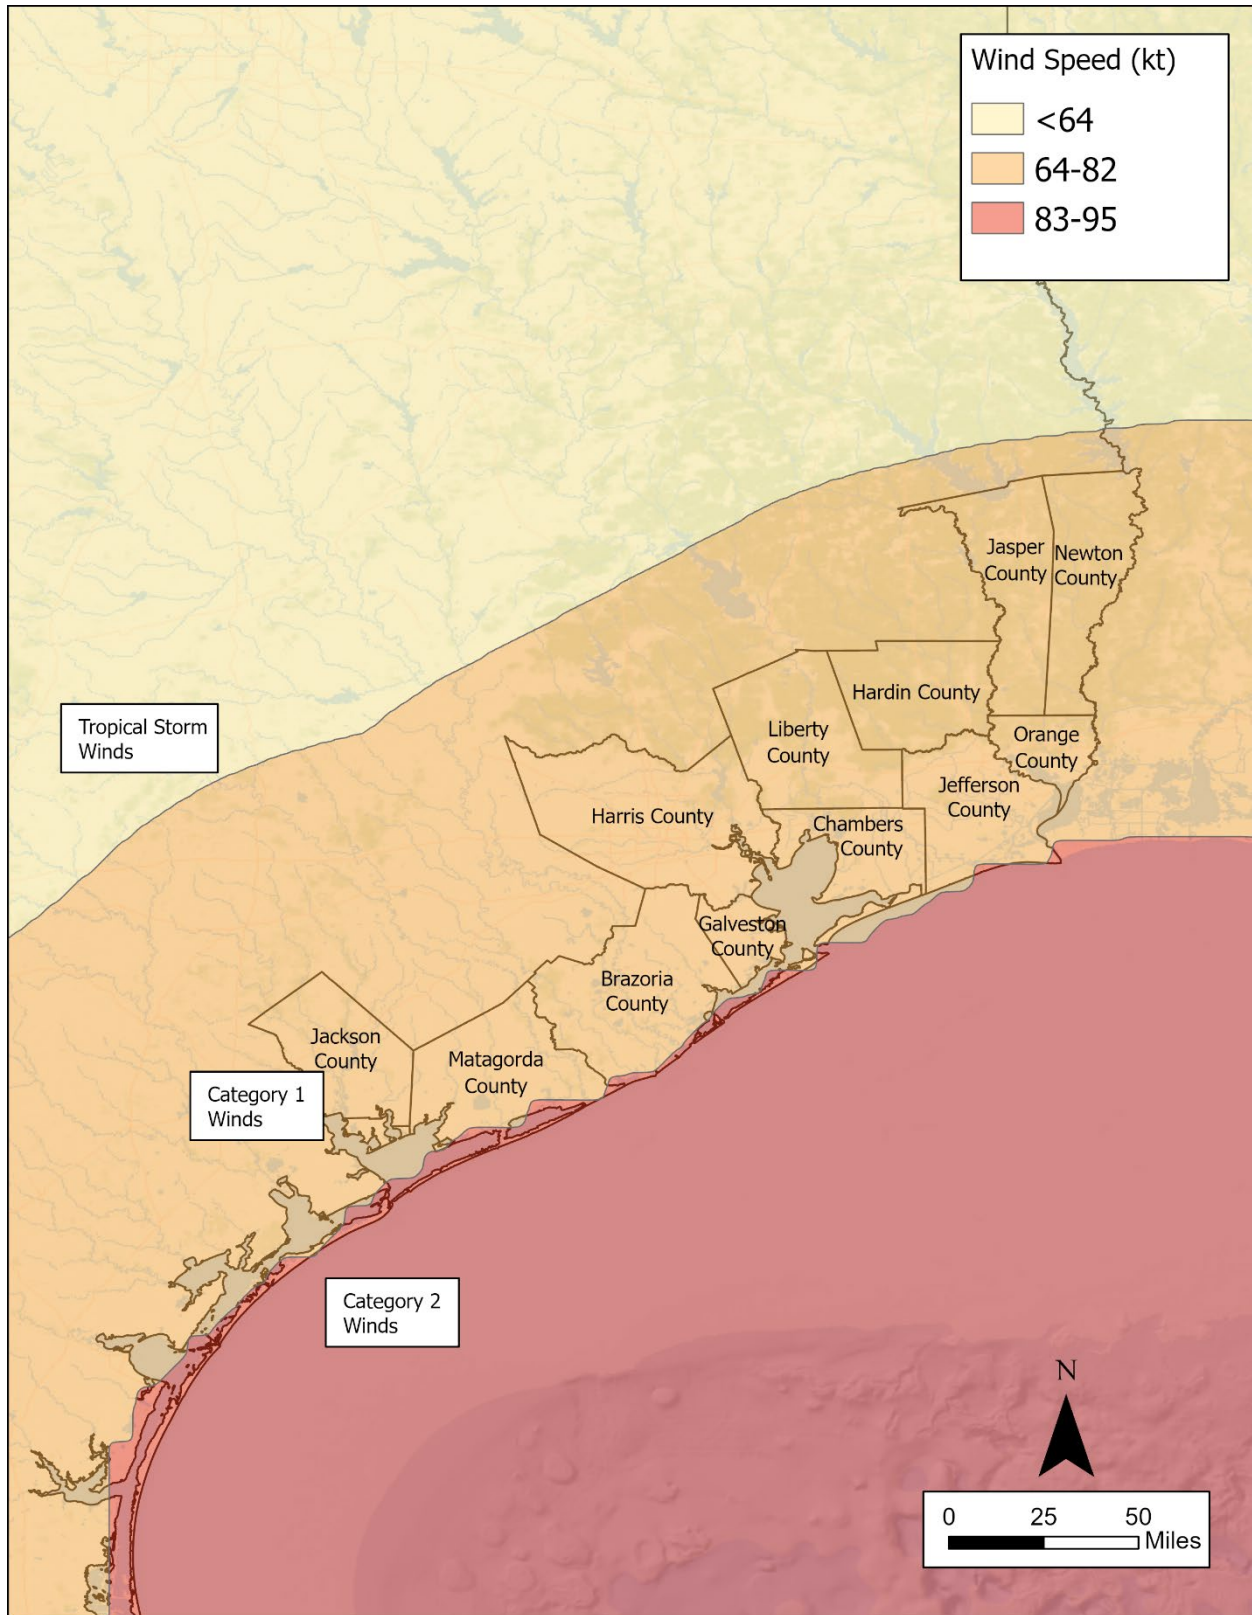 Wind Speed (kt)
<64
64-82
83-95
Jasper
County
Newton
County
Hardin County
Liberty
County
Orange
County
Tropical Storm
Winds
Jefferson
County
Harris County
Chambers
County
Galveston
County
Brazoria
County
Jackson
County
Matagorda
County
Category 1
Winds
Category 2
Winds
N
0 25 50
Miles